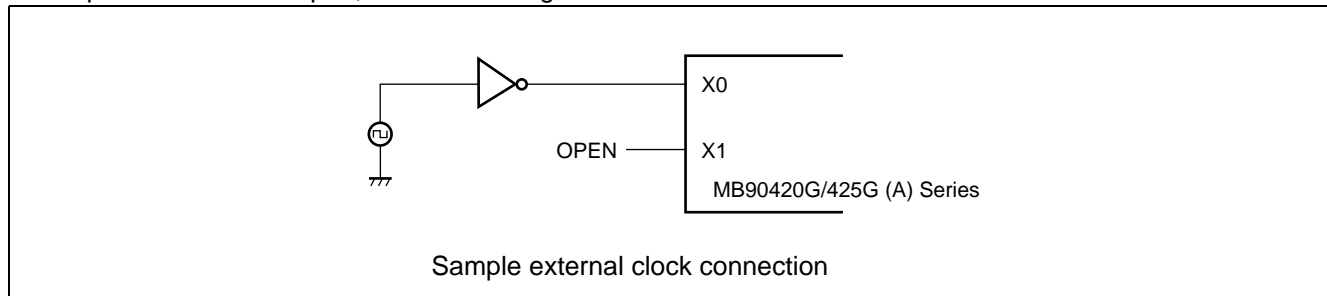 X0
OPEN X1
MB90420G/425G (A) Series
Sample external clock connection